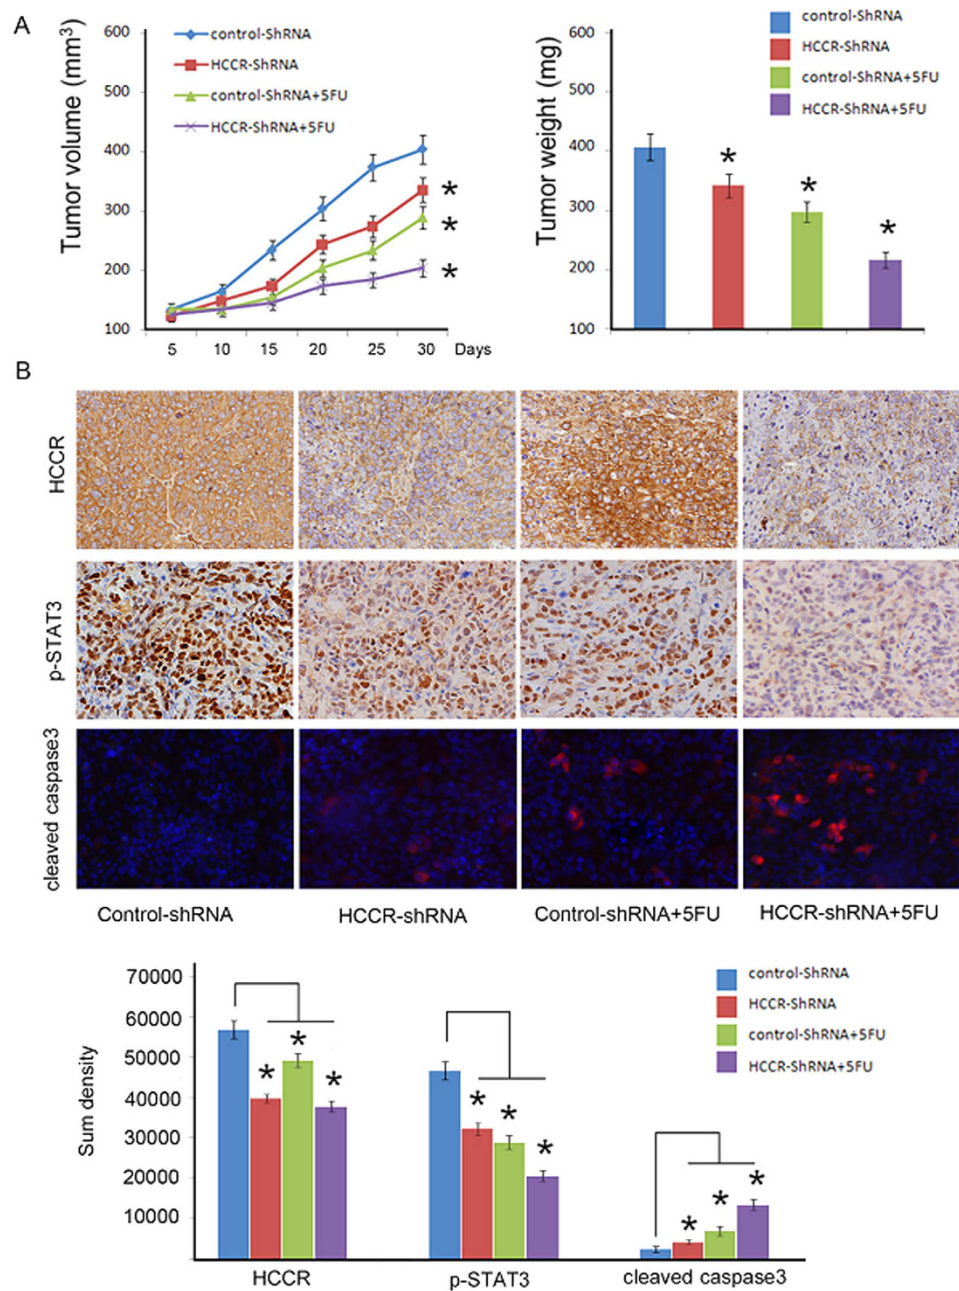 A
Tumor volume (mm³)
600
500
400
300
200
100
control-ShRNA
HCCR-ShRNA
control-ShRNA+5FU
HCCR-ShRNA+5FU
*
*
*
5 10 15 20 25 30 Days
Tumor weight (mg)
600
500
400
300
200
100
control-ShRNA
HCCR-ShRNA
control-ShRNA+5FU
HCCR-ShRNA+5FU
*
*
*
B
HCCR
p-STAT3
cleaved caspase3
Control-shRNA HCCR-shRNA Control-shRNA+5FU HCCR-shRNA+5FU
Sum density
70000
60000
50000
40000
30000
20000
10000
control-ShRNA
HCCR-ShRNA
control-ShRNA+5FU
HCCR-ShRNA+5FU
* * *
* * *
* * *
HCCR p-STAT3 cleaved caspase3